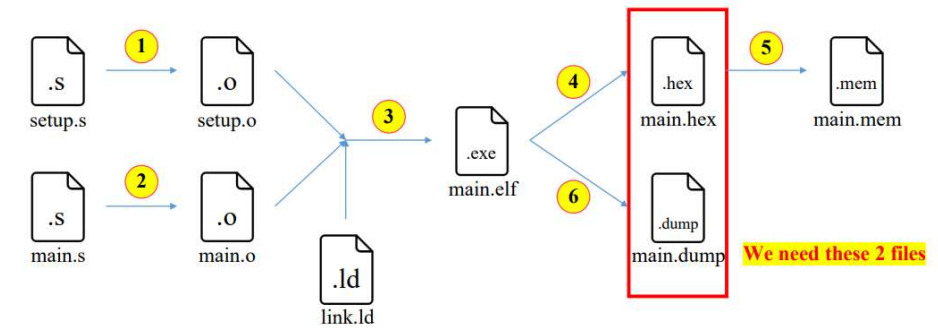 1
.s
setup.s
.o
setup.o
2
.s
main.s
.o
main.o
3
.ld
link.ld
.exe
main.elf
4
.hex
main.hex
5
.mem
main.mem
6
.dump
main.dump
We need these 2 files